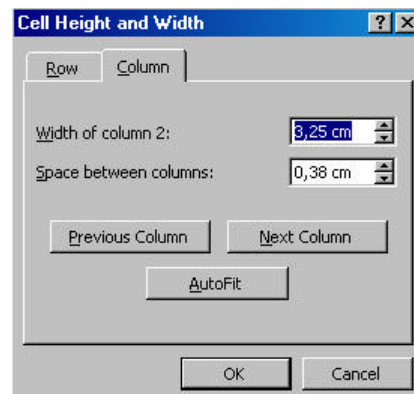 Cell Height and Width
Row Column
Width of column 2: 3,25 cm
Space between columns: 0,38 cm
Previous Column Next Column
AutoFit
OK Cancel